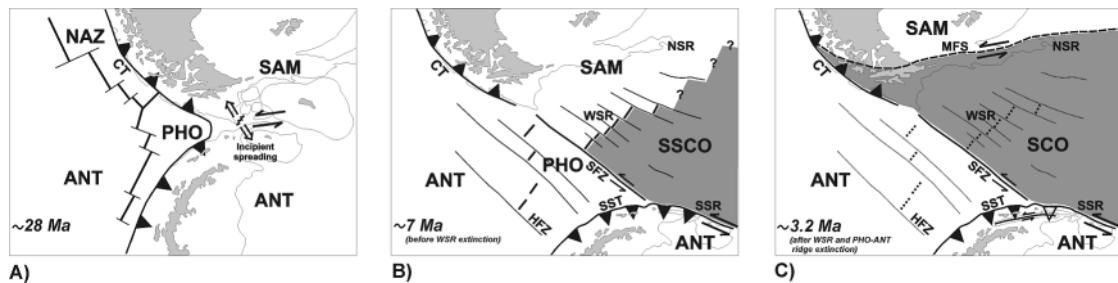 NAZ
CT
SAM
PHO
Incipient
spreading
ANT
ANT
~28 Ma
A)
NSR
CT
SAM
?
?
?
WSR
SSCO
PHO
ANT
SFZ
SST
SSR
HFZ
~7 Ma
(before WSR extinction)
ANT
B)
SAM
MFS
NSR
CT
WSR
SCO
ANT
SFZ
SST
SSR
HFZ
~3.2 Ma
(after WSR and PHO-ANT
ridge extinction)
ANT
C)